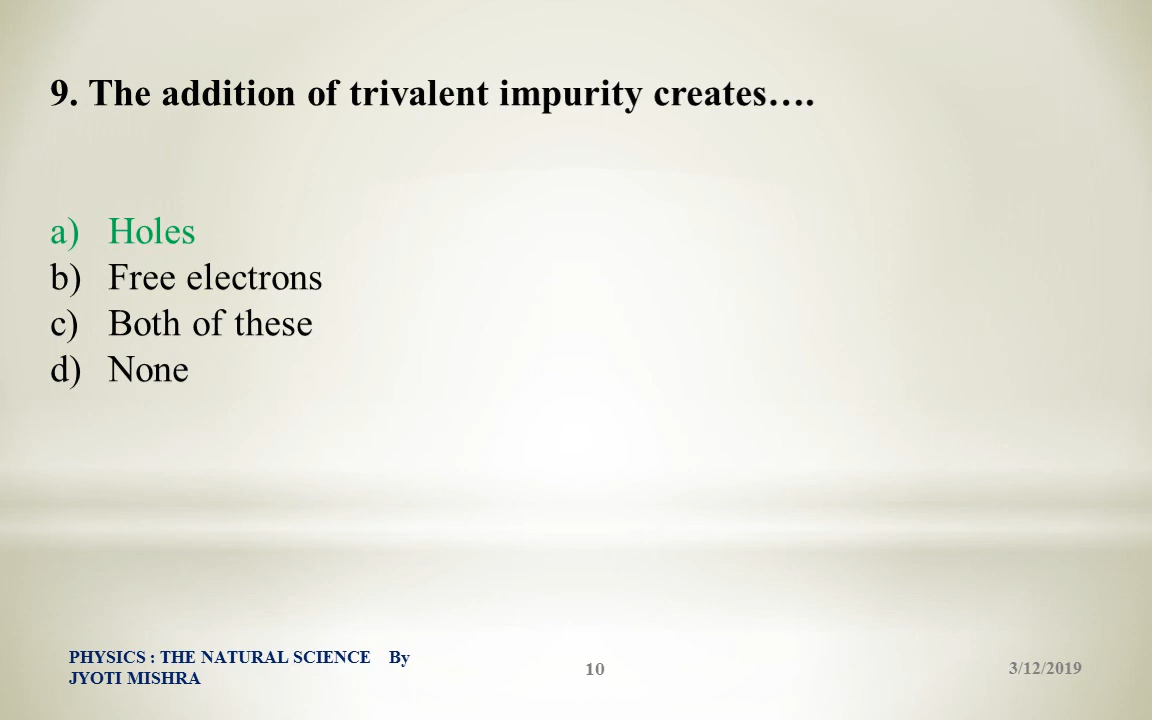 9. The addition of trivalent impurity creates….
a) Holes
b) Free electrons
c) Both of these
d) None
PHYSICS : THE NATURAL SCIENCE By
JYOTI MISHRA
10
3/12/2019